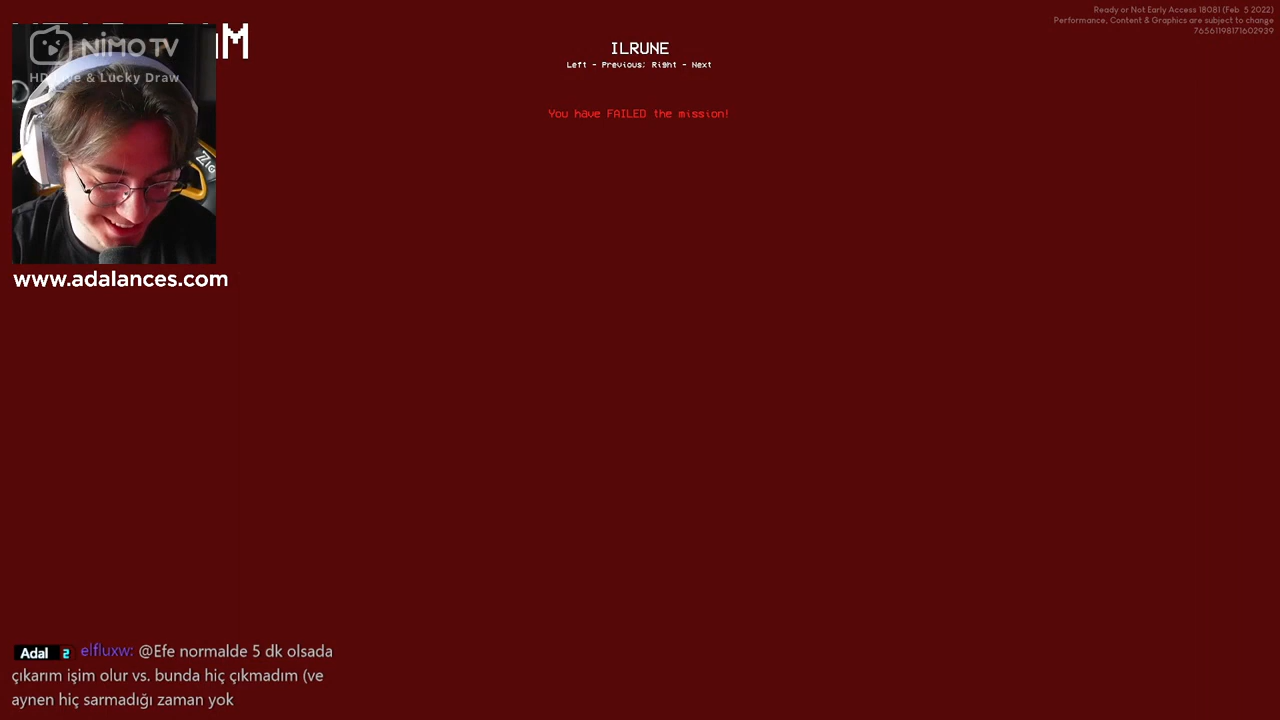 NiMO TV
HD Live & Lucky Draw
www.adalances.com
ILRUNE
Left - Previous; Right - Next
You have FAILED the mission!
Ready or Not Early Access 18081 (Feb 5 2022)
Performance, Content & Graphics are subject to change
76561198171602939
Adal 2 elfluxw: @Efe normalde 5 dk olsada
çıkarım işim olur vs. bunda hiç çıkmadım (ve
aynen hiç sarmadığı zaman yok